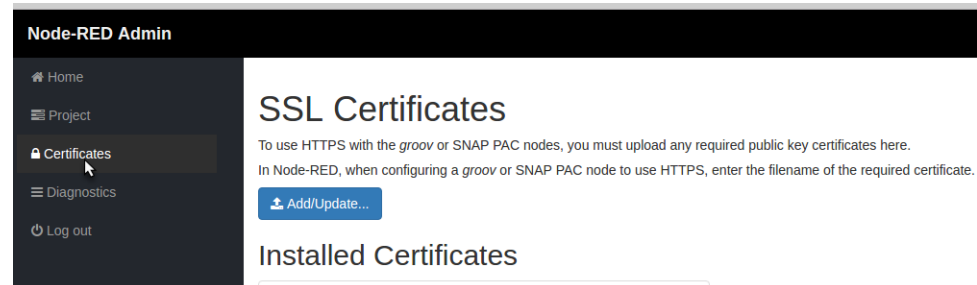 Node-RED Admin
Home
Project
Certificates
Diagnostics
Log out
SSL Certificates
To use HTTPS with the groov or SNAP PAC nodes, you must upload any required public key certificates here.
In Node-RED, when configuring a groov or SNAP PAC node to use HTTPS, enter the filename of the required certificate.
Add/Update...
Installed Certificates